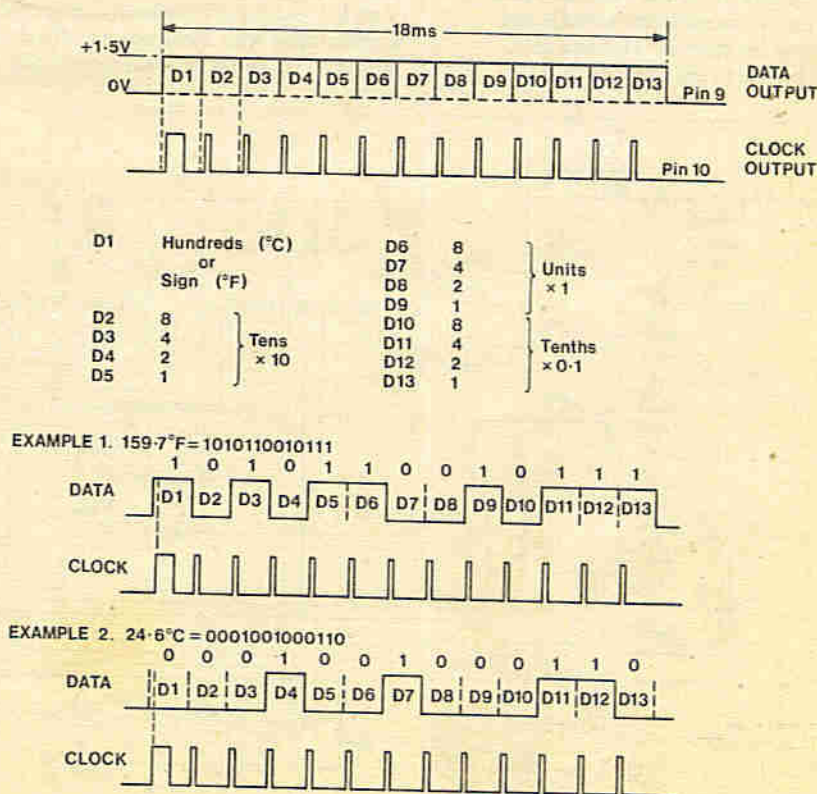 18ms
+1·5V
0V
D1 D2 D3 D4 D5 D6 D7 D8 D9 D10 D11 D12 D13
Pin 9
DATA
OUTPUT
Pin 10
CLOCK
OUTPUT
D1 Hundreds (°C)
or
Sign (°F)
D2 8
D3 4
D4 2
D5 1
Tens
× 10
D6 8
D7 4
D8 2
D9 1
Units
× 1
D10 8
D11 4
D12 2
D13 1
Tenths
× 0·1
EXAMPLE 1. 159·7°F = 1010110010111
1 0 1 0 1 1 0 0 1 0 1 1 1
DATA
D1 D2 D3 D4 D5 D6 D7 D8 D9 D10 D11 D12 D13
CLOCK
EXAMPLE 2. 24·6°C = 0001001000110
0 0 0 1 0 0 1 0 0 0 1 1 0
DATA
D1 D2 D3 D4 D5 D6 D7 D8 D9 D10 D11 D12 D13
CLOCK